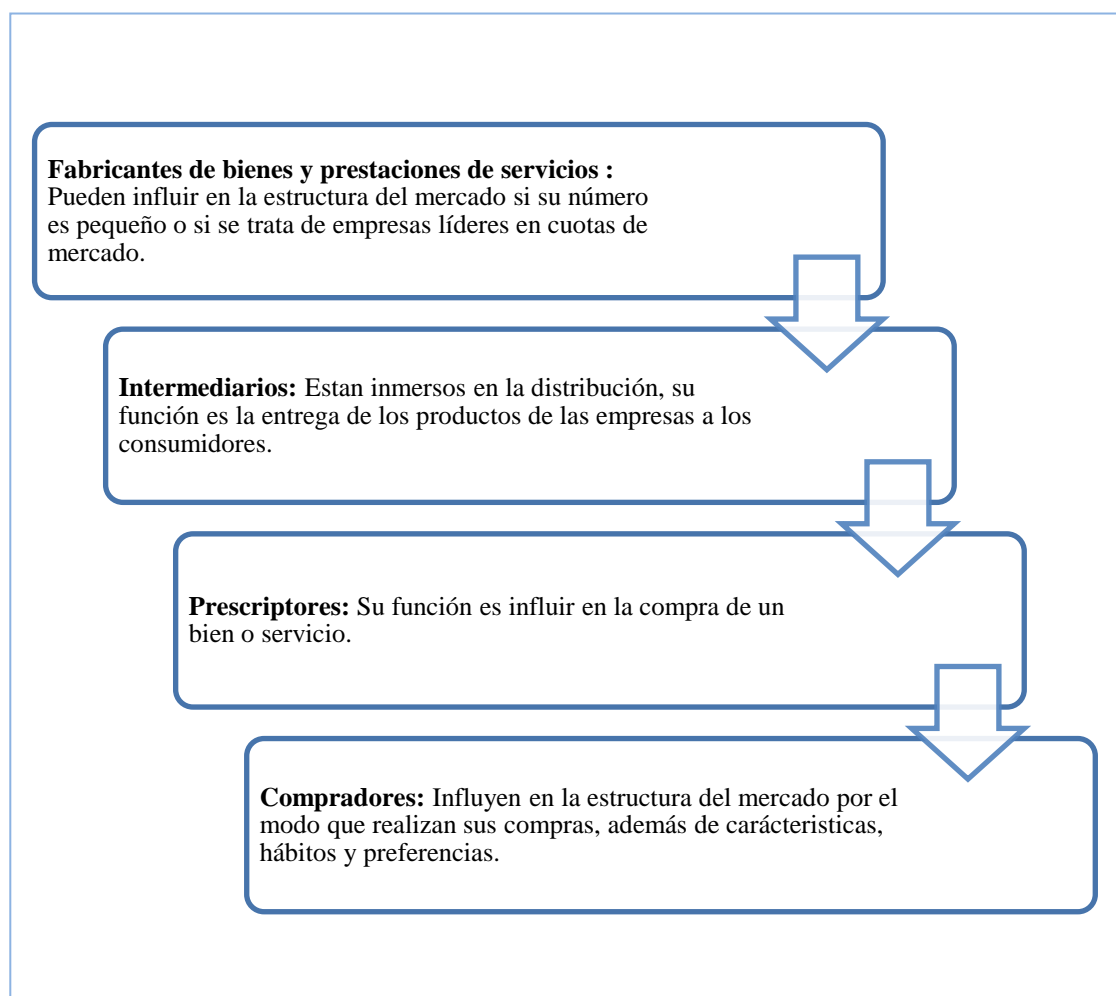 Fabricantes de bienes y prestaciones de servicios :
Pueden influir en la estructura del mercado si su número
es pequeño o si se trata de empresas líderes en cuotas de
mercado.
Intermediarios: Estan inmersos en la distribución, su
función es la entrega de los productos de las empresas a los
consumidores.
Prescriptores: Su función es influir en la compra de un
bien o servicio.
Compradores: Influyen en la estructura del mercado por el
modo que realizan sus compras, además de carácteristicas,
hábitos y preferencias.